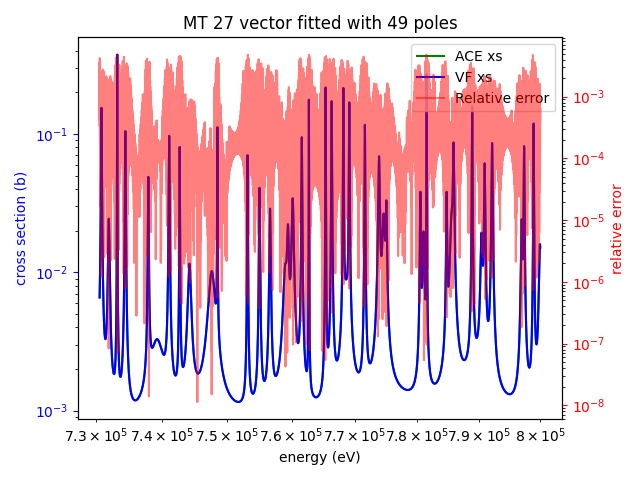 MT 27 vector fitted with 49 poles
ACE xs
VF xs
Relative error
cross section (b)
10⁻¹
10⁻²
10⁻³
relative error
10⁻³
10⁻⁴
10⁻⁵
10⁻⁶
10⁻⁷
10⁻⁸
7.3 × 10⁵ 7.4 × 10⁵ 7.5 × 10⁵ 7.6 × 10⁵ 7.7 × 10⁵ 7.8 × 10⁵ 7.9 × 10⁵ 8 × 10⁵
energy (eV)